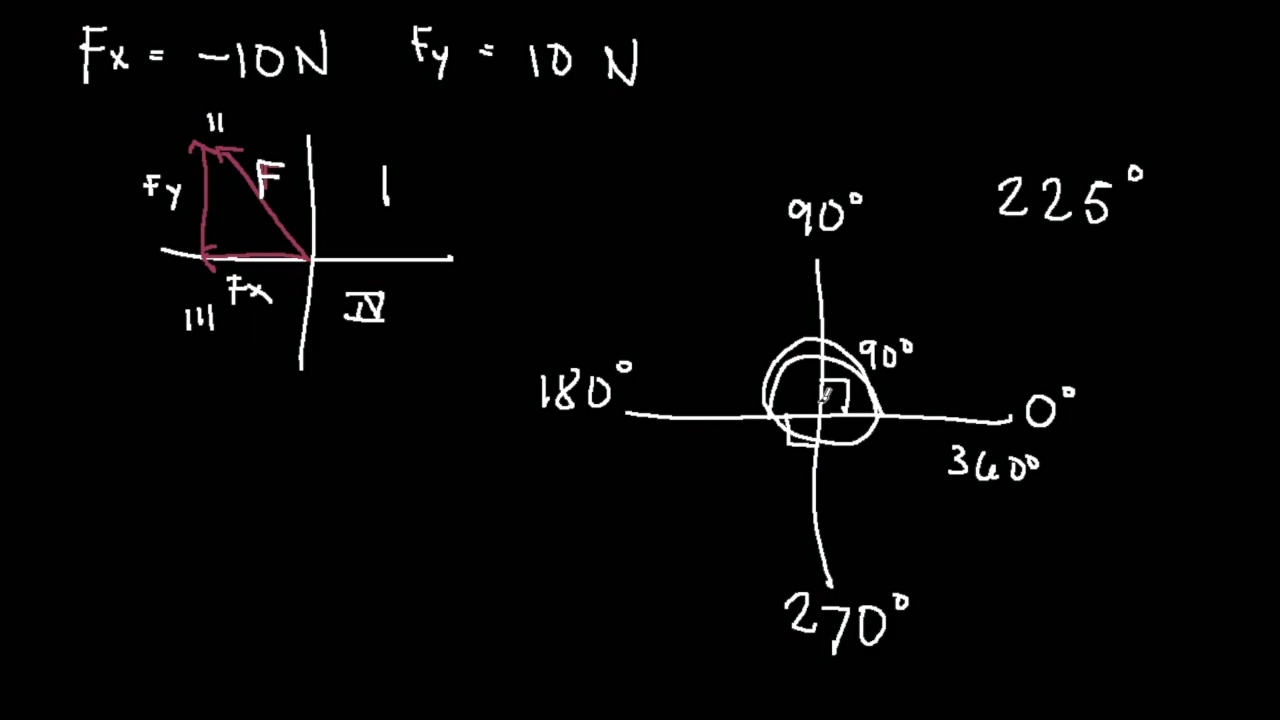 Fx = -10 N Fy = 10 N
II
F
I
Fy
Fx
III
IV
225°
90°
90°
180°
0°
360°
270°